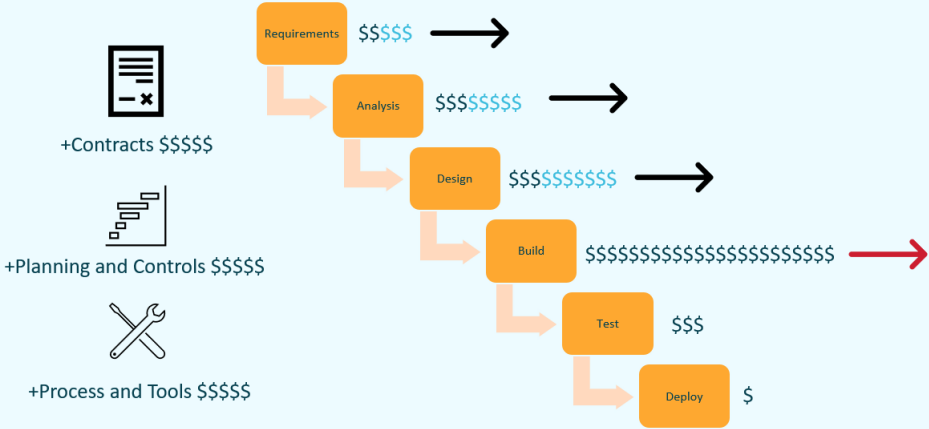 Requirements $$$$$
+Contracts $$$$$
Analysis $$$$$$$$
Design $$$$$$$$$$
+Planning and Controls $$$$$
Build $$$$$$$$$$$$$$$$$$$$$$$
Test $$$
+Process and Tools $$$$$
Deploy $